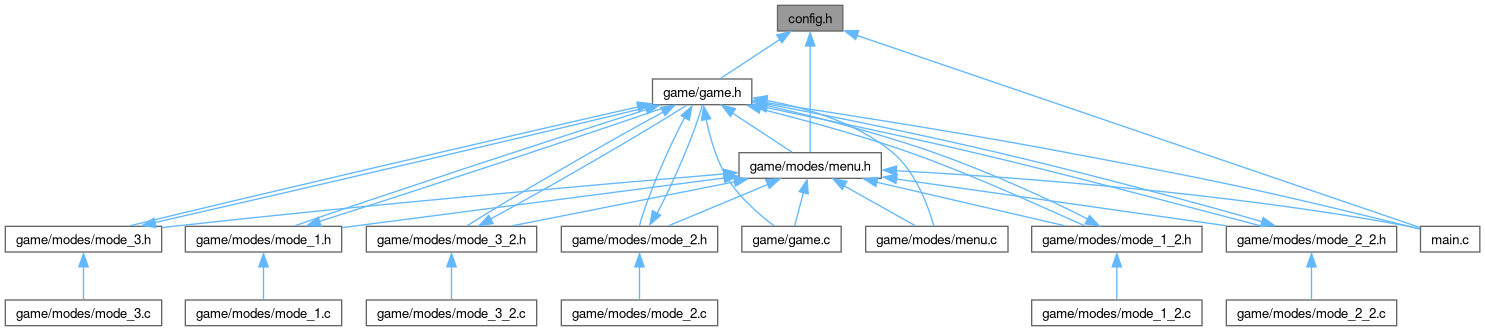 config.h
game/game.h
game/modes/menu.h
game/modes/mode_3.h
game/modes/mode_1.h
game/modes/mode_3_2.h
game/modes/mode_2.h
game/game.c
game/modes/menu.c
game/modes/mode_1_2.h
game/modes/mode_2_2.h
main.c
game/modes/mode_3.c
game/modes/mode_1.c
game/modes/mode_3_2.c
game/modes/mode_2.c
game/modes/mode_1_2.c
game/modes/mode_2_2.c